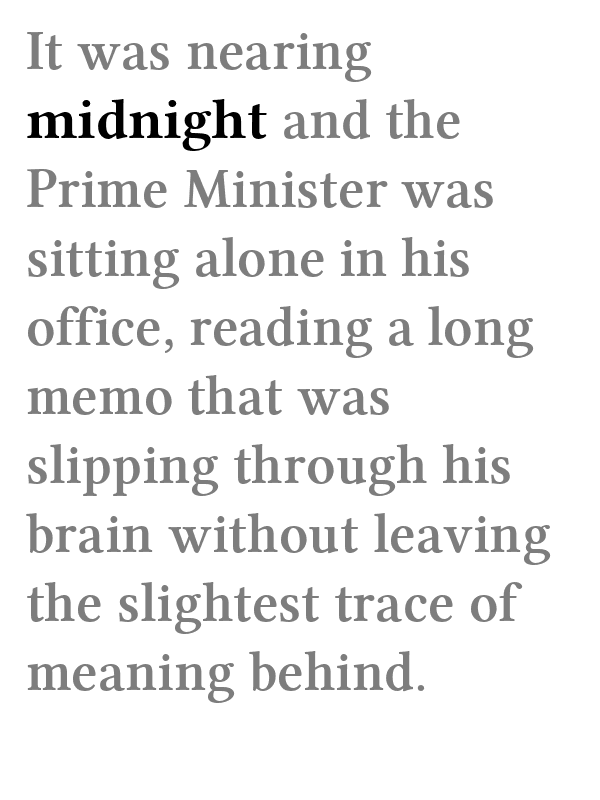 It was nearing
midnight and the
Prime Minister was
sitting alone in his
office, reading a long
memo that was
slipping through his
brain without leaving
the slightest trace of
meaning behind.